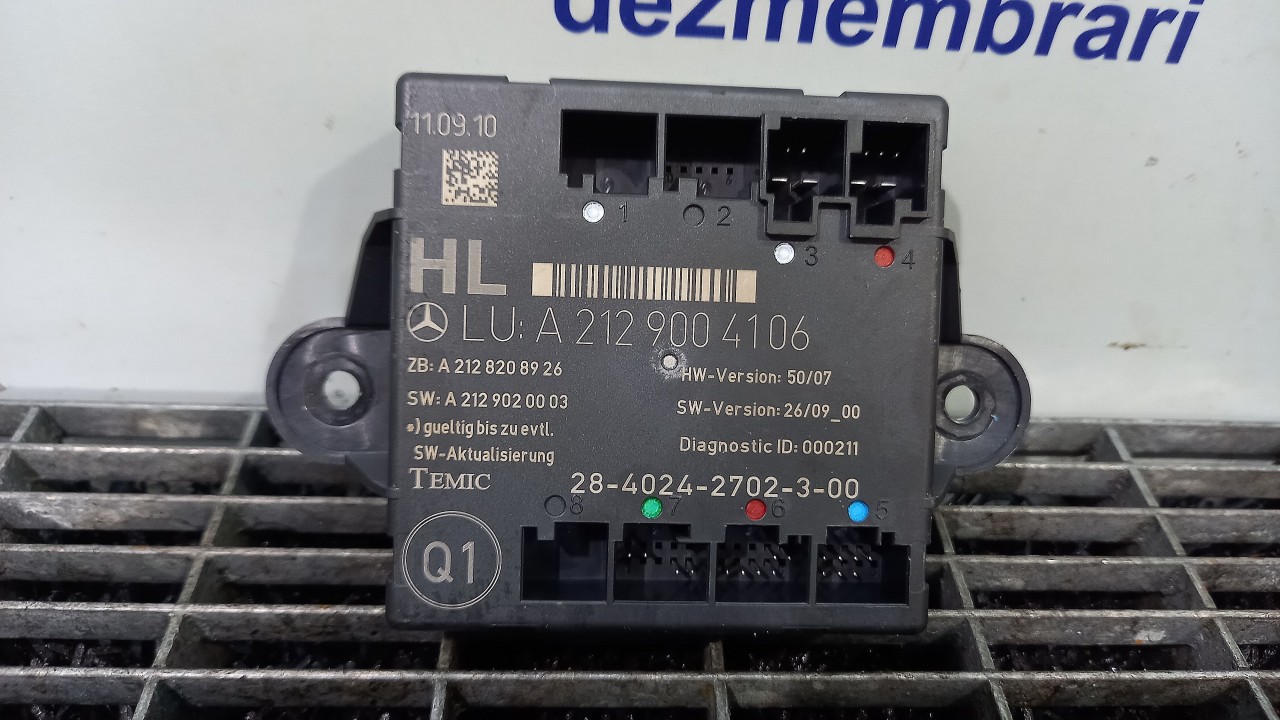 dezmembrari
11.09.10
1
2
3
4
HL
LU: A 212 900 4106
ZB: A 212 820 89 26
HW-Version: 50/07
SW: A 212 902 00 03
SW-Version: 26/09_00
*) gueltig bis zu evtl.
SW-Aktualisierung
Diagnostic ID: 000211
TEMIC
28-4024-2702-3-00
8
7
6
5
Q1